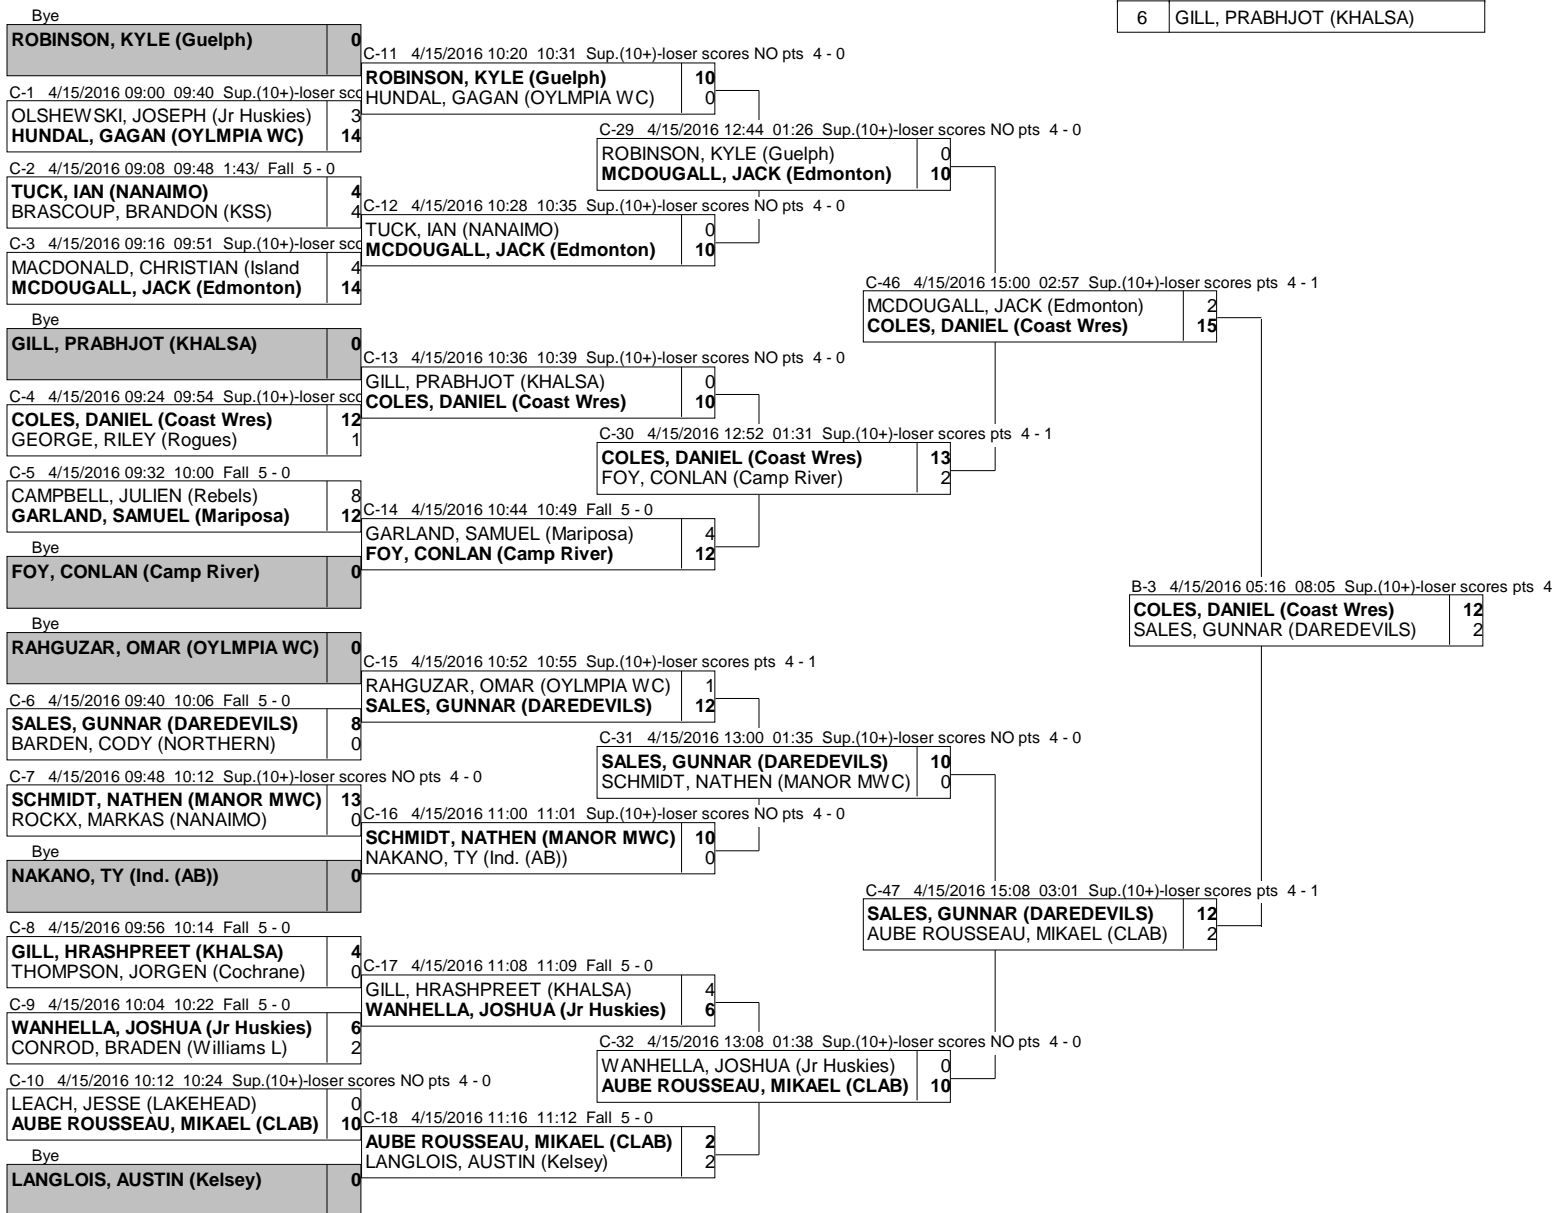 6 GILL, PRABHJOT (KHALSA)
Bye
ROBINSON, KYLE (Guelph) 0
C-1 4/15/2016 09:00 09:40 Sup.(10+)-loser sco
OLSHEWSKI, JOSEPH (Jr Huskies) 3
HUNDAL, GAGAN (OYLMPIA WC) 14
C-2 4/15/2016 09:08 09:48 1:43/ Fall 5 - 0
TUCK, IAN (NANAIMO) 4
BRASCOUP, BRANDON (KSS) 4
C-3 4/15/2016 09:16 09:51 Sup.(10+)-loser sco
MACDONALD, CHRISTIAN (Island 4
MCDOUGALL, JACK (Edmonton) 14
Bye
GILL, PRABHJOT (KHALSA) 0
C-4 4/15/2016 09:24 09:54 Sup.(10+)-loser sco
COLES, DANIEL (Coast Wres) 12
GEORGE, RILEY (Rogues) 1
C-5 4/15/2016 09:32 10:00 Fall 5 - 0
CAMPBELL, JULIEN (Rebels) 8
GARLAND, SAMUEL (Mariposa) 12
Bye
FOY, CONLAN (Camp River) 0
Bye
RAHGUZAR, OMAR (OYLMPIA WC) 0
C-6 4/15/2016 09:40 10:06 Fall 5 - 0
SALES, GUNNAR (DAREDEVILS) 8
BARDEN, CODY (NORTHERN) 0
C-7 4/15/2016 09:48 10:12 Sup.(10+)-loser scores NO pts 4 - 0
SCHMIDT, NATHEN (MANOR MWC) 13
ROCKX, MARKAS (NANAIMO) 0
Bye
NAKANO, TY (Ind. (AB)) 0
C-8 4/15/2016 09:56 10:14 Fall 5 - 0
GILL, HRASHPREET (KHALSA) 4
THOMPSON, JORGEN (Cochrane) 0
C-9 4/15/2016 10:04 10:22 Fall 5 - 0
WANHELLA, JOSHUA (Jr Huskies) 6
CONROD, BRADEN (Williams L) 2
C-10 4/15/2016 10:12 10:24 Sup.(10+)-loser scores NO pts 4 - 0
LEACH, JESSE (LAKEHEAD) 0
AUBE ROUSSEAU, MIKAEL (CLAB) 10
Bye
LANGLOIS, AUSTIN (Kelsey) 0
C-11 4/15/2016 10:20 10:31 Sup.(10+)-loser scores NO pts 4 - 0
ROBINSON, KYLE (Guelph) 10
HUNDAL, GAGAN (OYLMPIA WC) 0
C-12 4/15/2016 10:28 10:35 Sup.(10+)-loser scores NO pts 4 - 0
TUCK, IAN (NANAIMO) 0
MCDOUGALL, JACK (Edmonton) 10
C-13 4/15/2016 10:36 10:39 Sup.(10+)-loser scores NO pts 4 - 0
GILL, PRABHJOT (KHALSA) 0
COLES, DANIEL (Coast Wres) 10
C-14 4/15/2016 10:44 10:49 Fall 5 - 0
GARLAND, SAMUEL (Mariposa) 4
FOY, CONLAN (Camp River) 12
C-15 4/15/2016 10:52 10:55 Sup.(10+)-loser scores pts 4 - 1
RAHGUZAR, OMAR (OYLMPIA WC) 1
SALES, GUNNAR (DAREDEVILS) 12
C-16 4/15/2016 11:00 11:01 Sup.(10+)-loser scores NO pts 4 - 0
SCHMIDT, NATHEN (MANOR MWC) 10
NAKANO, TY (Ind. (AB)) 0
C-17 4/15/2016 11:08 11:09 Fall 5 - 0
GILL, HRASHPREET (KHALSA) 4
WANHELLA, JOSHUA (Jr Huskies) 6
C-18 4/15/2016 11:16 11:12 Fall 5 - 0
AUBE ROUSSEAU, MIKAEL (CLAB) 2
LANGLOIS, AUSTIN (Kelsey) 2
C-29 4/15/2016 12:44 01:26 Sup.(10+)-loser scores NO pts 4 - 0
ROBINSON, KYLE (Guelph) 0
MCDOUGALL, JACK (Edmonton) 10
C-30 4/15/2016 12:52 01:31 Sup.(10+)-loser scores pts 4 - 1
COLES, DANIEL (Coast Wres) 13
FOY, CONLAN (Camp River) 2
C-31 4/15/2016 13:00 01:35 Sup.(10+)-loser scores NO pts 4 - 0
SALES, GUNNAR (DAREDEVILS) 10
SCHMIDT, NATHEN (MANOR MWC) 0
C-32 4/15/2016 13:08 01:38 Sup.(10+)-loser scores NO pts 4 - 0
WANHELLA, JOSHUA (Jr Huskies) 0
AUBE ROUSSEAU, MIKAEL (CLAB) 10
C-46 4/15/2016 15:00 02:57 Sup.(10+)-loser scores pts 4 - 1
MCDOUGALL, JACK (Edmonton) 2
COLES, DANIEL (Coast Wres) 15
C-47 4/15/2016 15:08 03:01 Sup.(10+)-loser scores pts 4 - 1
SALES, GUNNAR (DAREDEVILS) 12
AUBE ROUSSEAU, MIKAEL (CLAB) 2
B-3 4/15/2016 05:16 08:05 Sup.(10+)-loser scores pts 4
COLES, DANIEL (Coast Wres) 12
SALES, GUNNAR (DAREDEVILS) 2